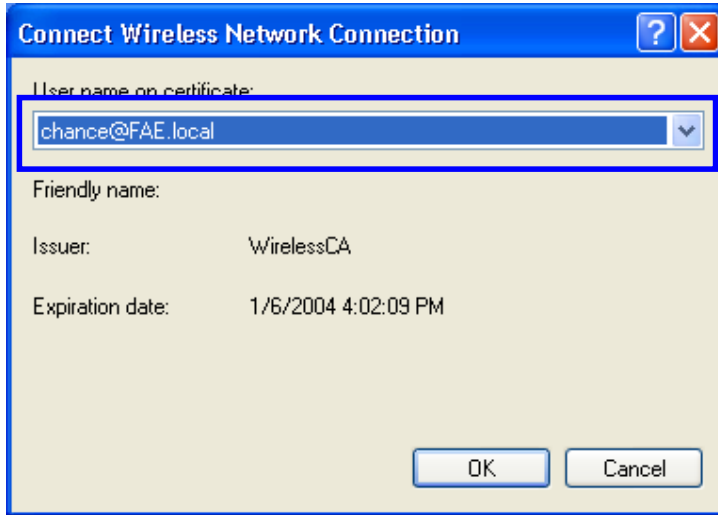 Connect Wireless Network Connection
User name on certificate:
chance@FAE.local
Friendly name:
Issuer: WirelessCA
Expiration date: 1/6/2004 4:02:09 PM
OK Cancel